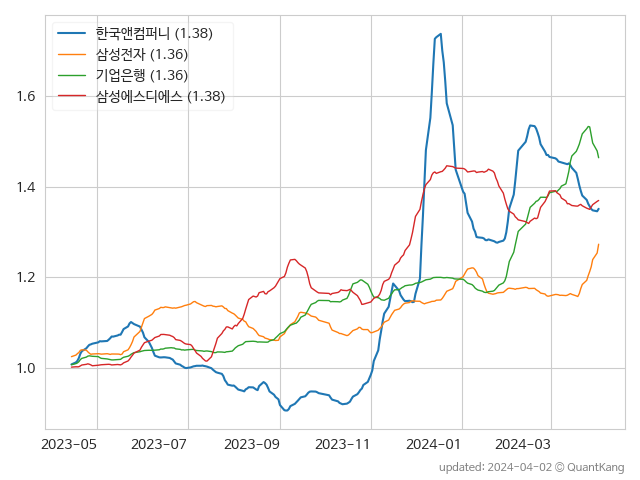 한국앤컴퍼니 (1.38)
삼성전자 (1.36)
기업은행 (1.36)
삼성에스디에스 (1.38)
1.6
1.4
1.2
1.0
2023-05 2023-07 2023-09 2023-11 2024-01 2024-03
updated: 2024-04-02 © QuantKang